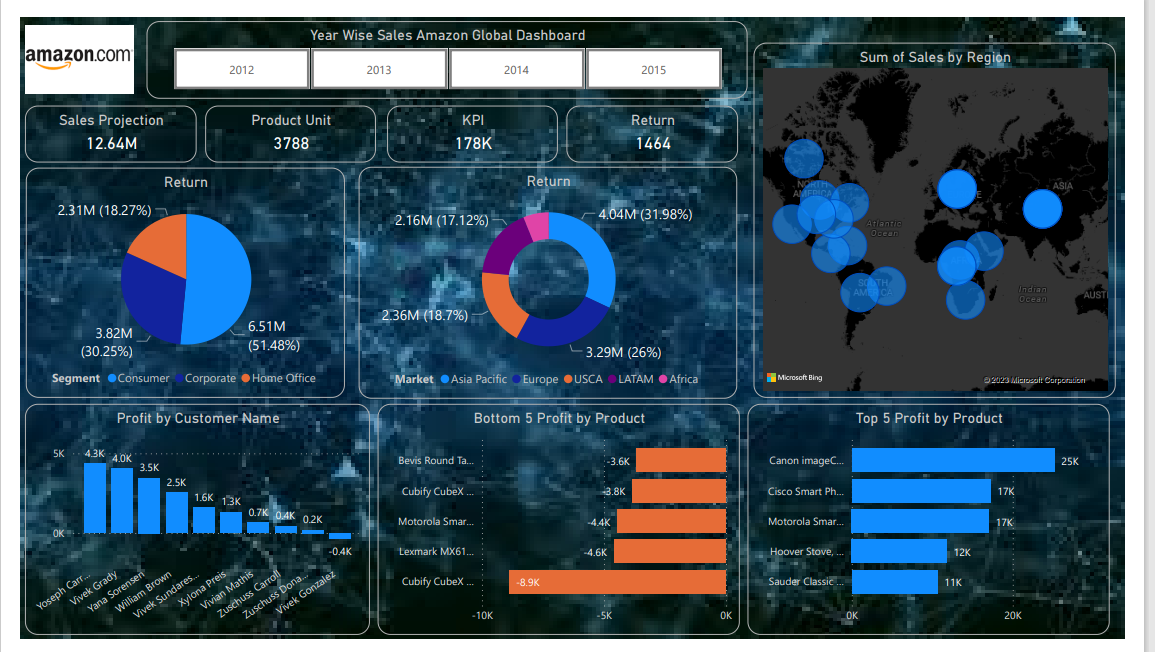 amazon.com
Year Wise Sales Amazon Global Dashboard
2012
2013
2014
2015
Sales Projection
12.64M
Product Unit
3788
KPI
178K
Return
1464
Sum of Sales by Region
NORTH
AMERICA
ASIA
Atlantic
Ocean
SOUTH
AMERICA
Indian
Ocean
AUST
Microsoft Bing
© 2023 Microsoft Corporation
Return
2.31M (18.27%)
3.82M
(30.25%)
6.51M
(51.48%)
Segment Consumer Corporate Home Office
Return
2.16M (17.12%)
4.04M (31.98%)
2.36M (18.7%)
3.29M (26%)
Market Asia Pacific Europe USCA LATAM Africa
Profit by Customer Name
5K
0K
4.3K
4.0K
3.5K
2.5K
1.6K
1.3K
0.7K
0.4K
0.2K
-0.4K
Yoseph Carr...
Vivek Grady
Yana Sorensen
William Brown
Vivek Sundares...
Xylona Preis
Vivian Mathis
Zuschuss Carroll
Zuschuss Dona...
Vivek Gonzalez
Bottom 5 Profit by Product
Bevis Round Ta... -3.6K
Cubify CubeX ... -3.8K
Motorola Smar... -4.4K
Lexmark MX61... -4.6K
Cubify CubeX ... -8.9K
-10K -5K 0K
Top 5 Profit by Product
Canon imageC... 25K
Cisco Smart Ph... 17K
Motorola Smar... 17K
Hoover Stove, ... 12K
Sauder Classic ... 11K
0K 20K